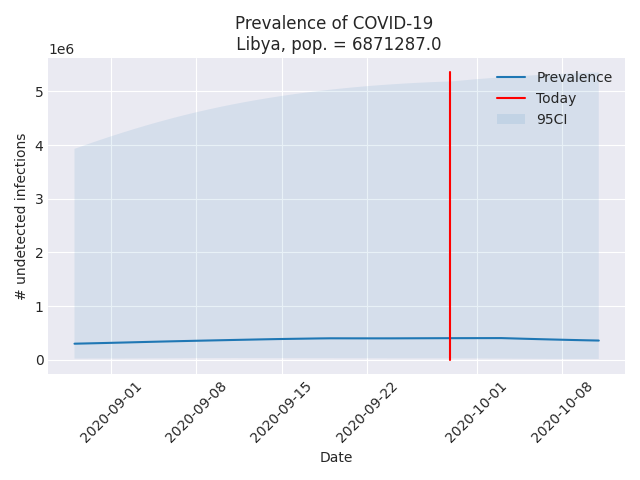 Prevalence of COVID-19
Libya, pop. = 6871287.0
1e6
Prevalence
Today
95CI
5
4
3
2
1
0
# undetected infections
2020-09-01
2020-09-08
2020-09-15
2020-09-22
2020-10-01
2020-10-08
Date